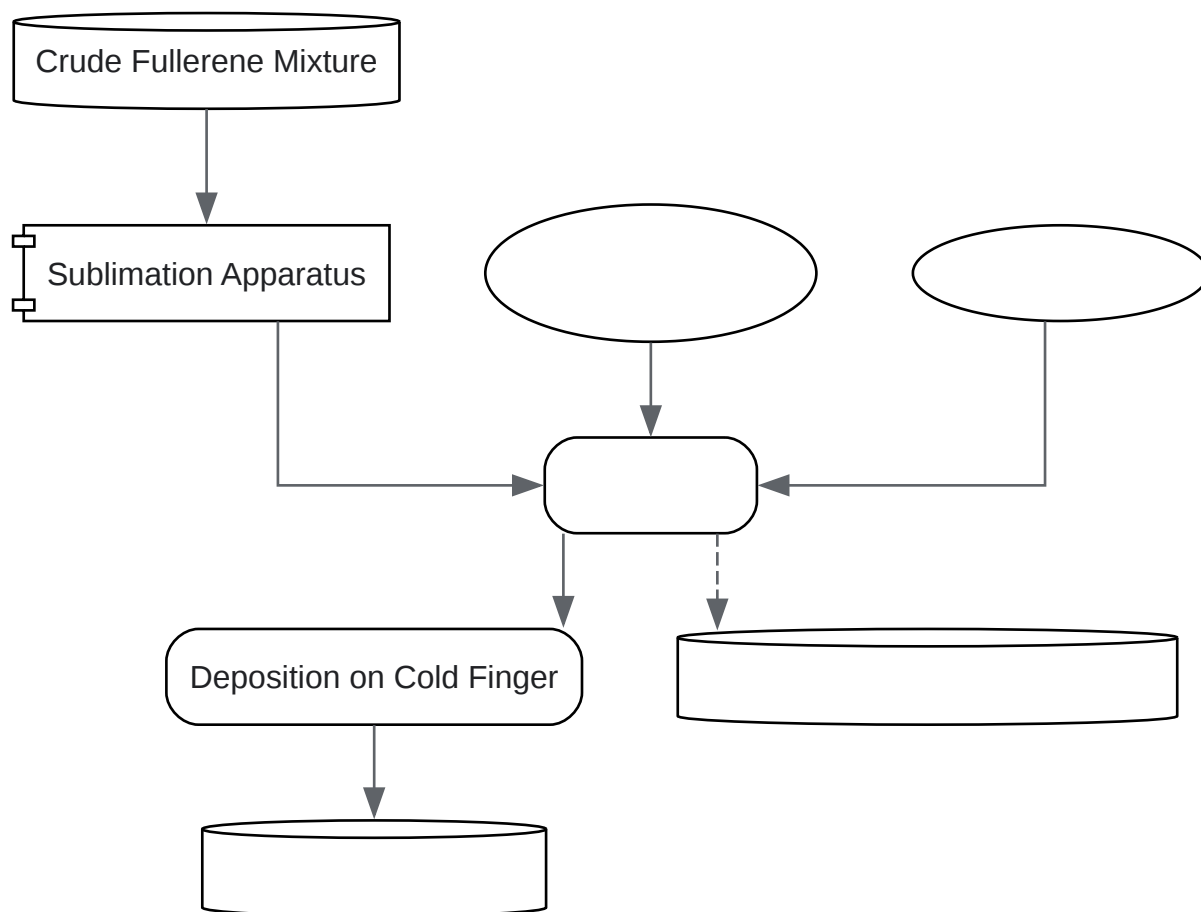 Crude Fullerene Mixture
Sublimation Apparatus
Deposition on Cold Finger